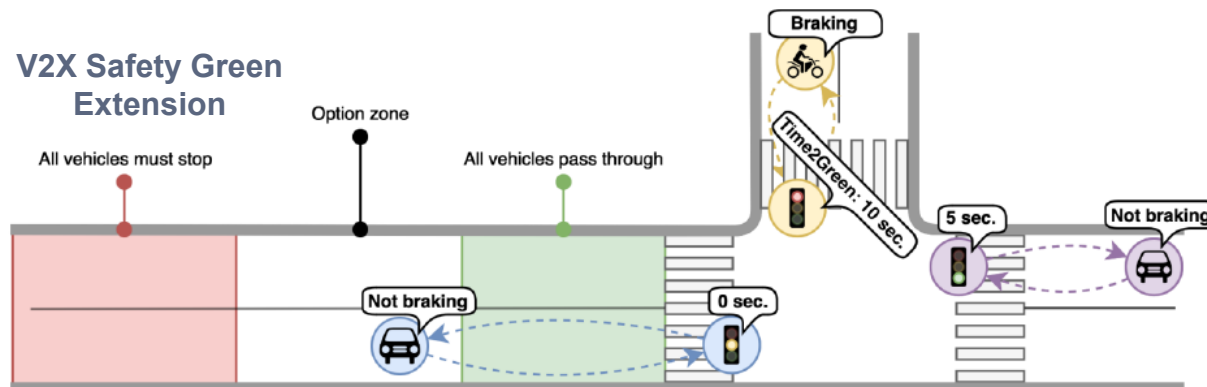 V2X Safety Green
Extension
Braking
Option zone
All vehicles must stop
All vehicles pass through
Time2Green: 10 sec.
5 sec.
Not braking
Not braking
0 sec.